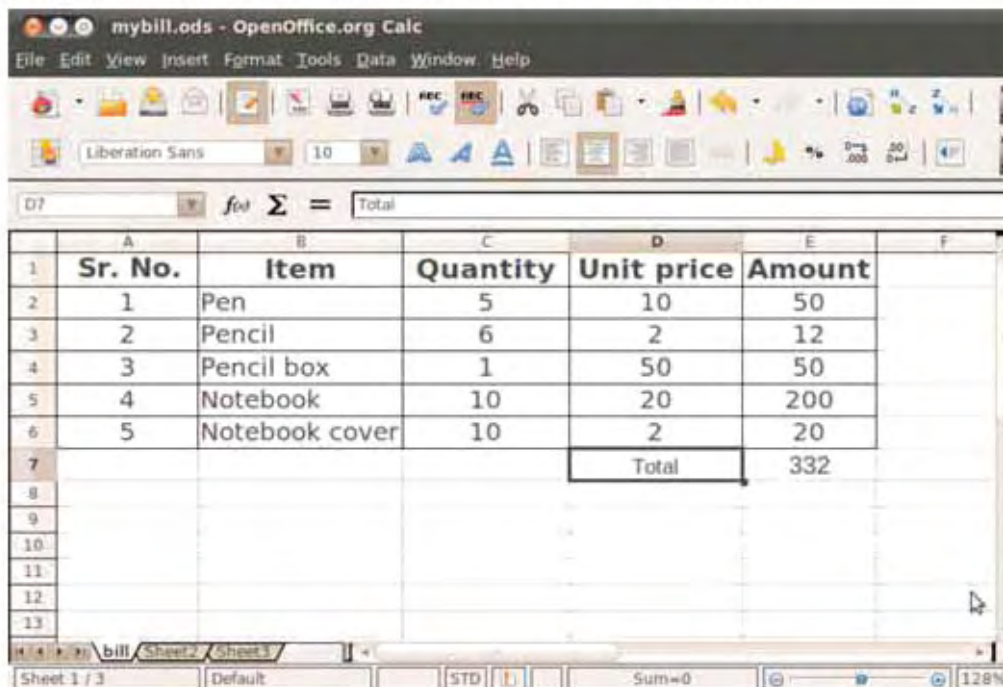 mybill.ods - OpenOffice.org Calc
File Edit View Insert Format Tools Data Window Help
Liberation Sans 10
D7 f(x) Σ = Total
A B C D E F
1 Sr. No. Item Quantity Unit price Amount
2 1 Pen 5 10 50
3 2 Pencil 6 2 12
4 3 Pencil box 1 50 50
5 4 Notebook 10 20 200
6 5 Notebook cover 10 2 20
7 Total 332
8
9
10
11
12
13
bill Sheet2 Sheet3
Sheet 1 / 3 Default STD Sum=0 128%